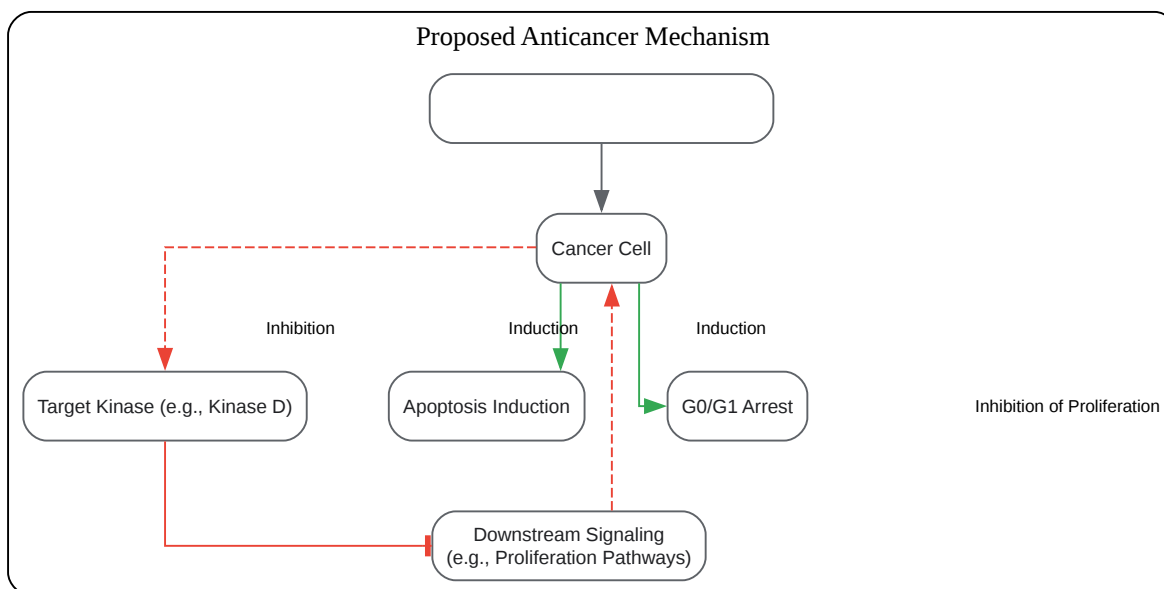 Proposed Anticancer Mechanism
Cancer Cell
Inhibition
Induction
Induction
Target Kinase (e.g., Kinase D)
Apoptosis Induction
G0/G1 Arrest
Inhibition of Proliferation
Downstream Signaling
(e.g., Proliferation Pathways)